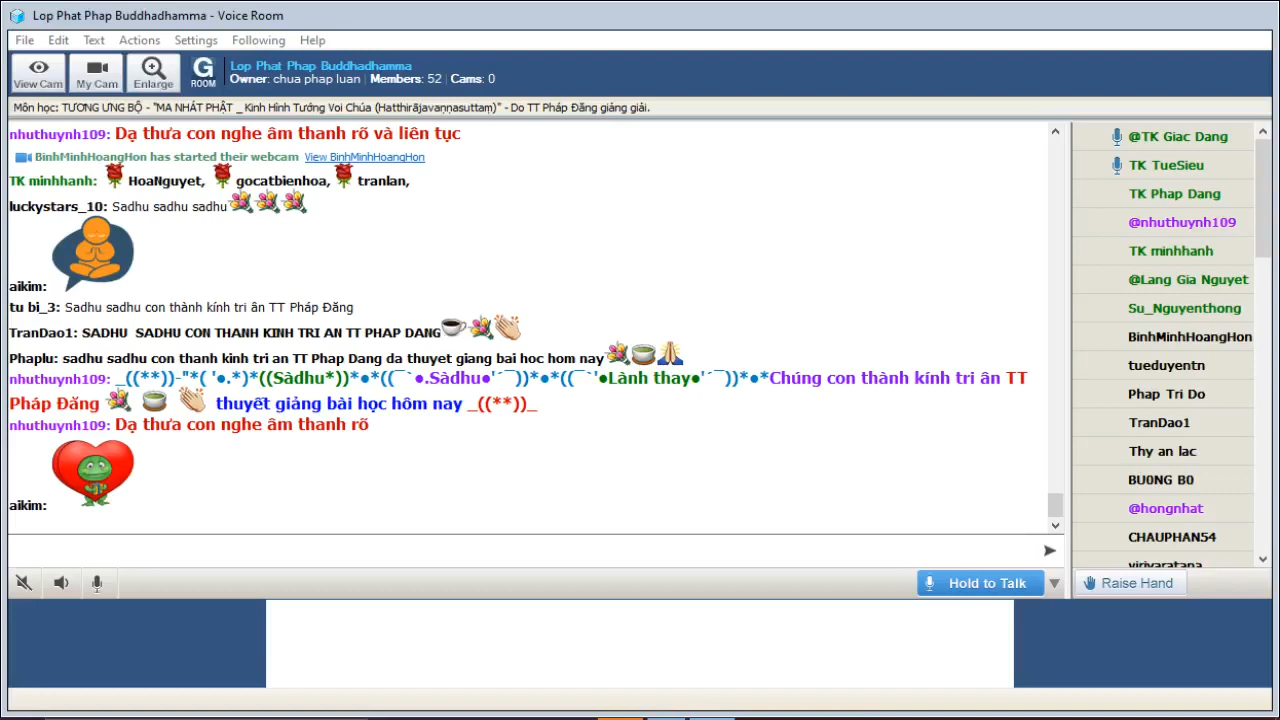 Lop Phat Phap Buddhadhamma - Voice Room
File Edit Text Actions Settings Following Help
View Cam My Cam Enlarge G ROOM
Lop Phat Phap Buddhadhamma
Owner: chua phap luan | Members: 52 | Cams: 0
Môn học: TƯƠNG ƯNG BỘ - "MA NHÁT PHẬT _ Kinh Hình Tướng Voi Chúa (Hatthirājavaṇṇasuttaṃ)" - Do TT Pháp Đăng giảng giải.
nhuthuynh109: Dạ thưa con nghe âm thanh rõ và liên tục
BinhMinhHoangHon has started their webcam View BinhMinhHoangHon
TK minhhanh: HoaNguyet, gocatbienhoa, tranlan,
luckystars_10: Sadhu sadhu sadhu
aikim:
tu bi_3: Sadhu sadhu con thành kính tri ân TT Pháp Đăng
TranDao1: SADHU SADHU CON THANH KINH TRI AN TT PHAP DANG
Phaplu: sadhu sadhu con thanh kinh tri an TT Phap Dang da thuyet giang bai hoc hom nay
nhuthuynh109: _((**))-"*( '●.*)*((Sàdhu*))*●*((¯`●.Sàdhu●'´¯))*●*((¯`'●Lành thay●'´¯))*●*Chúng con thành kính tri ân TT
Pháp Đăng thuyết giảng bài học hôm nay _((**))_
nhuthuynh109: Dạ thưa con nghe âm thanh rõ
aikim:
Hold to Talk
@TK Giac Dang
TK TueSieu
TK Phap Dang
@nhuthuynh109
TK minhhanh
@Lang Gia Nguyet
Su_Nguyenthong
BinhMinhHoangHon
tueduyentn
Phap Tri Do
TranDao1
Thy an lac
BU0NG B0
@hongnhat
CHAUPHAN54
viriyaratana
Raise Hand